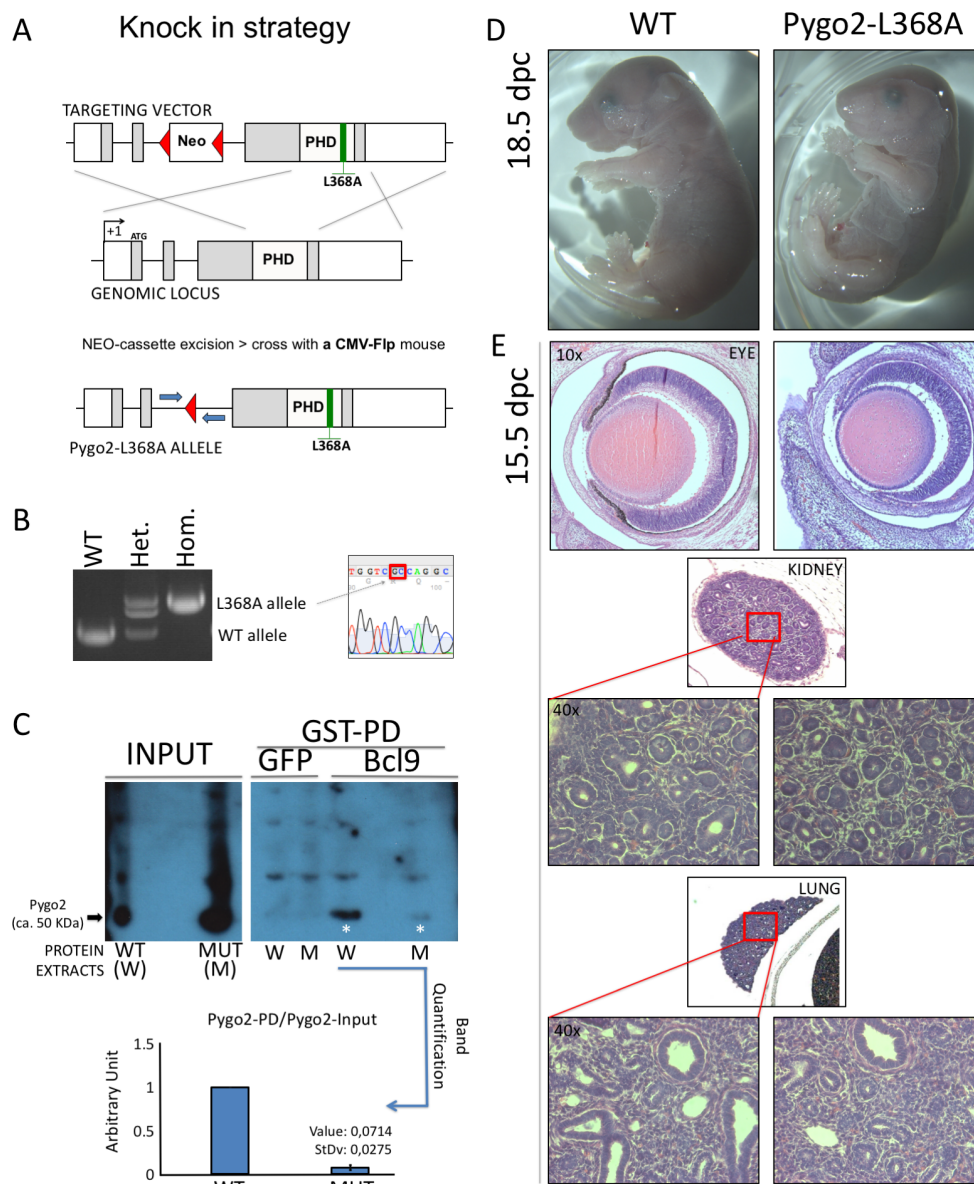 A
Knock in strategy
TARGETING VECTOR
Neo
PHD
L368A
+1
ATG
PHD
GENOMIC LOCUS
NEO-cassette excision > cross with a CMV-Flp mouse
PHD
Pygo2-L368A ALLELE
L368A
B
WT
Het.
Hom.
L368A allele
WT allele
T G G T C G C C A G G C
C
GST-PD
INPUT
GFP
Bcl9
Pygo2
(ca. 50 KDa)
* *
PROTEIN
EXTRACTS
WT
(W)
MUT
(M)
W M W M
Band
Quantification
Pygo2-PD/Pygo2-Input
Arbitrary Unit
1.5
1
0.5
0
Value: 0,0714
StDv: 0,0275
WT
MUT
D
WT
Pygo2-L368A
18.5 dpc
E
15.5 dpc
10x
EYE
KIDNEY
40x
LUNG
40x